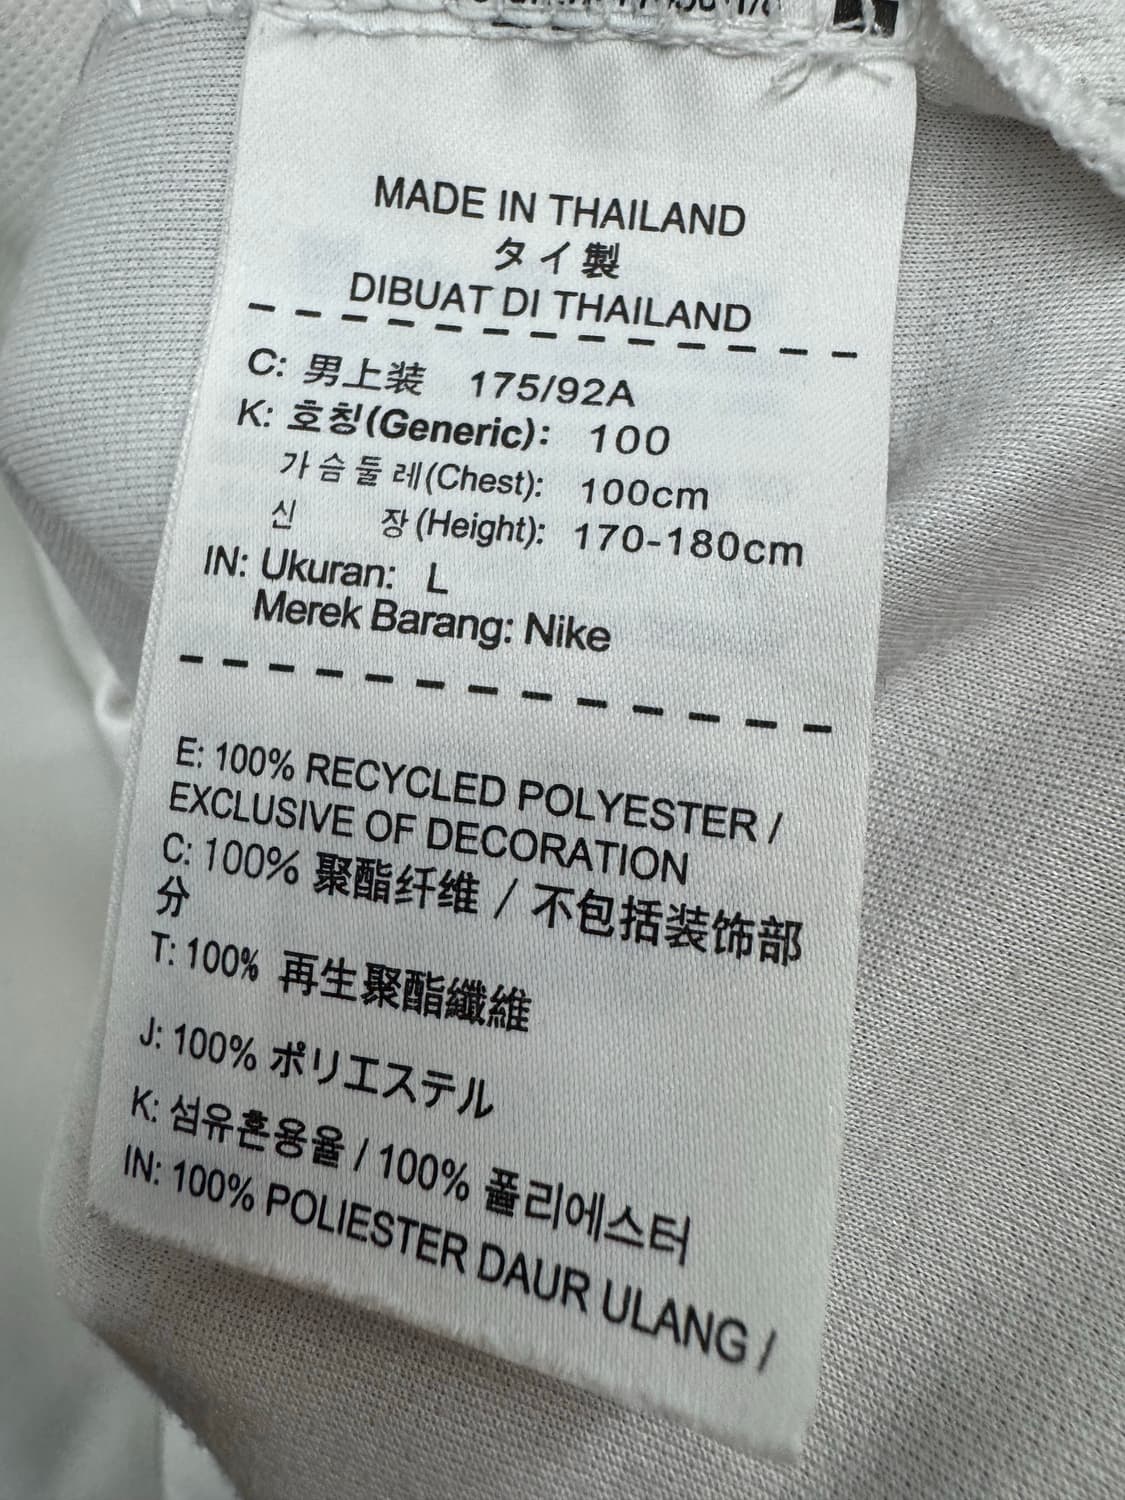 MADE IN THAILAND
タイ製
DIBUAT DI THAILAND
C: 男上装 175/92A
K: 호칭(Generic): 100
가슴둘레(Chest): 100cm
신 장(Height): 170-180cm
IN: Ukuran: L
Merek Barang: Nike
E: 100% RECYCLED POLYESTER /
EXCLUSIVE OF DECORATION
C: 100% 聚酯纤维 / 不包括装饰部
分
T: 100% 再生聚酯纖維
J: 100% ポリエステル
K: 섬유혼용율 / 100% 폴리에스터
IN: 100% POLIESTER DAUR ULANG /